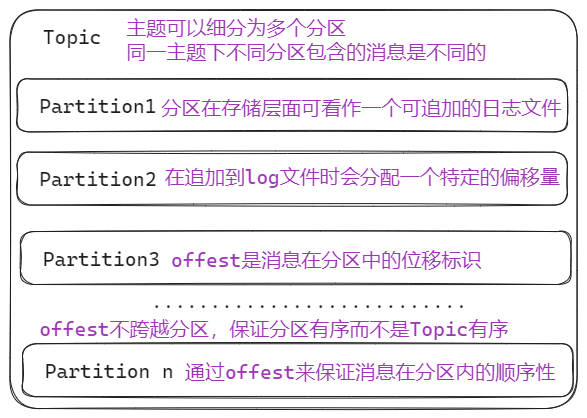 Topic 主题可以细分为多个分区
同一主题下不同分区包含的消息是不同的
Partition1 分区在存储层面可看作一个可追加的日志文件
Partition2 在追加到log文件时会分配一个特定的偏移量
Partition3 offest是消息在分区中的位移标识
............................
offest不跨越分区，保证分区有序而不是Topic有序
Partition n 通过offest来保证消息在分区内的顺序性